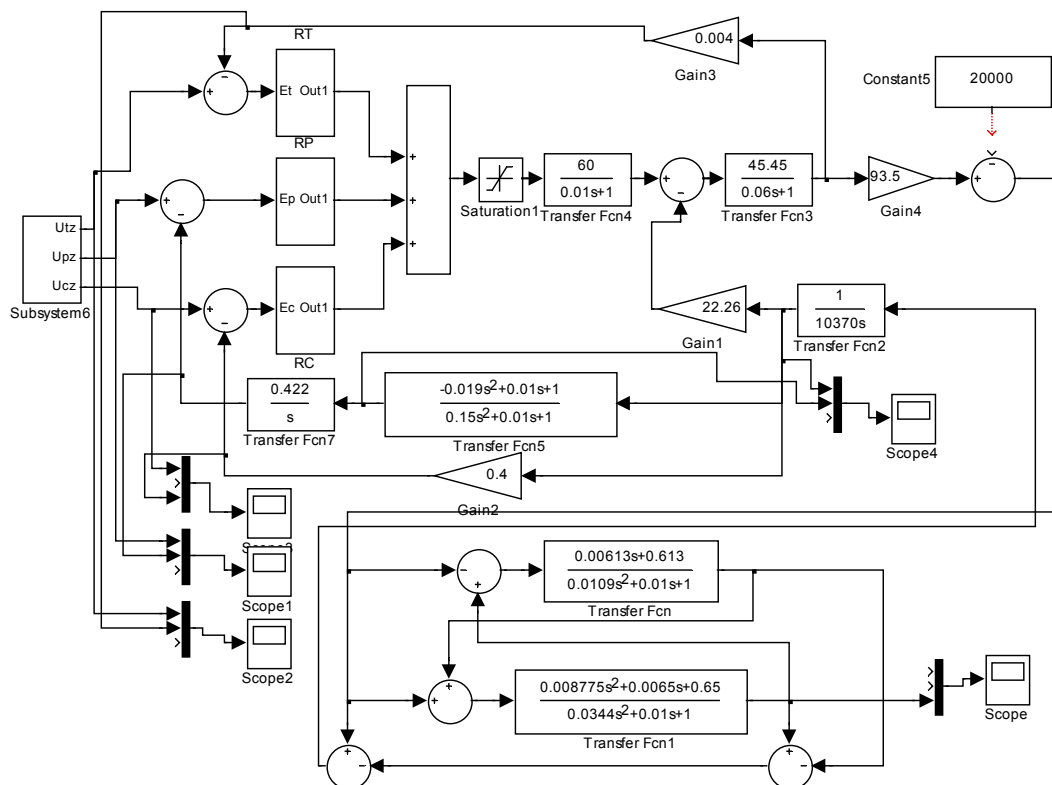 RT
0.004
Gain3
Constant5
20000
Et Out1
RP
Ep Out1
Saturation1
60
0.01s+1
Transfer Fcn4
45.45
0.06s+1
Transfer Fcn3
93.5
Gain4
Utz
Upz
Ucz
Subsystem6
Ec Out1
RC
22.26
Gain1
1
10370s
Transfer Fcn2
0.422
s
Transfer Fcn7
-0.019s²+0.01s+1
0.15s²+0.01s+1
Transfer Fcn5
Scope4
0.4
Gain2
Scope1
Scope2
0.00613s+0.613
0.0109s²+0.01s+1
Transfer Fcn
0.008775s²+0.0065s+0.65
0.0344s²+0.01s+1
Transfer Fcn1
Scope